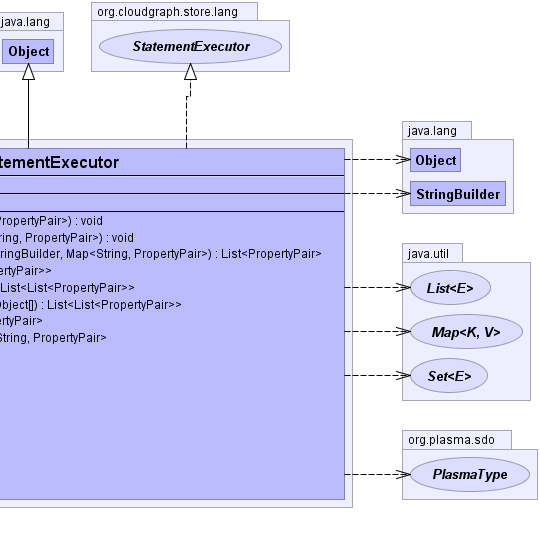 java.lang
Object
org.cloudgraph.store.lang
StatementExecutor
tementExecutor
PropertyPair>) : void
ring, PropertyPair>) : void
ringBuilder, Map<String, PropertyPair>) : List<PropertyPair>
ertyPair>>
List<List<PropertyPair>>
Object[]) : List<List<PropertyPair>>
ertyPair>
String, PropertyPair>
java.lang
Object
StringBuilder
java.util
List<E>
Map<K, V>
Set<E>
org.plasma.sdo
PlasmaType